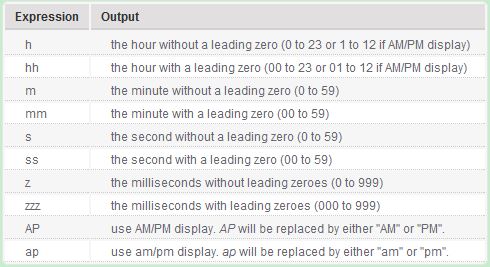 Expression Output
h the hour without a leading zero (0 to 23 or 1 to 12 if AM/PM display)
hh the hour with a leading zero (00 to 23 or 01 to 12 if AM/PM display)
m the minute without a leading zero (0 to 59)
mm the minute with a leading zero (00 to 59)
s the second without a leading zero (0 to 59)
ss the second with a leading zero (00 to 59)
z the milliseconds without leading zeroes (0 to 999)
zzz the milliseconds with leading zeroes (000 to 999)
AP use AM/PM display. AP will be replaced by either "AM" or "PM".
ap use am/pm display. ap will be replaced by either "am" or "pm".